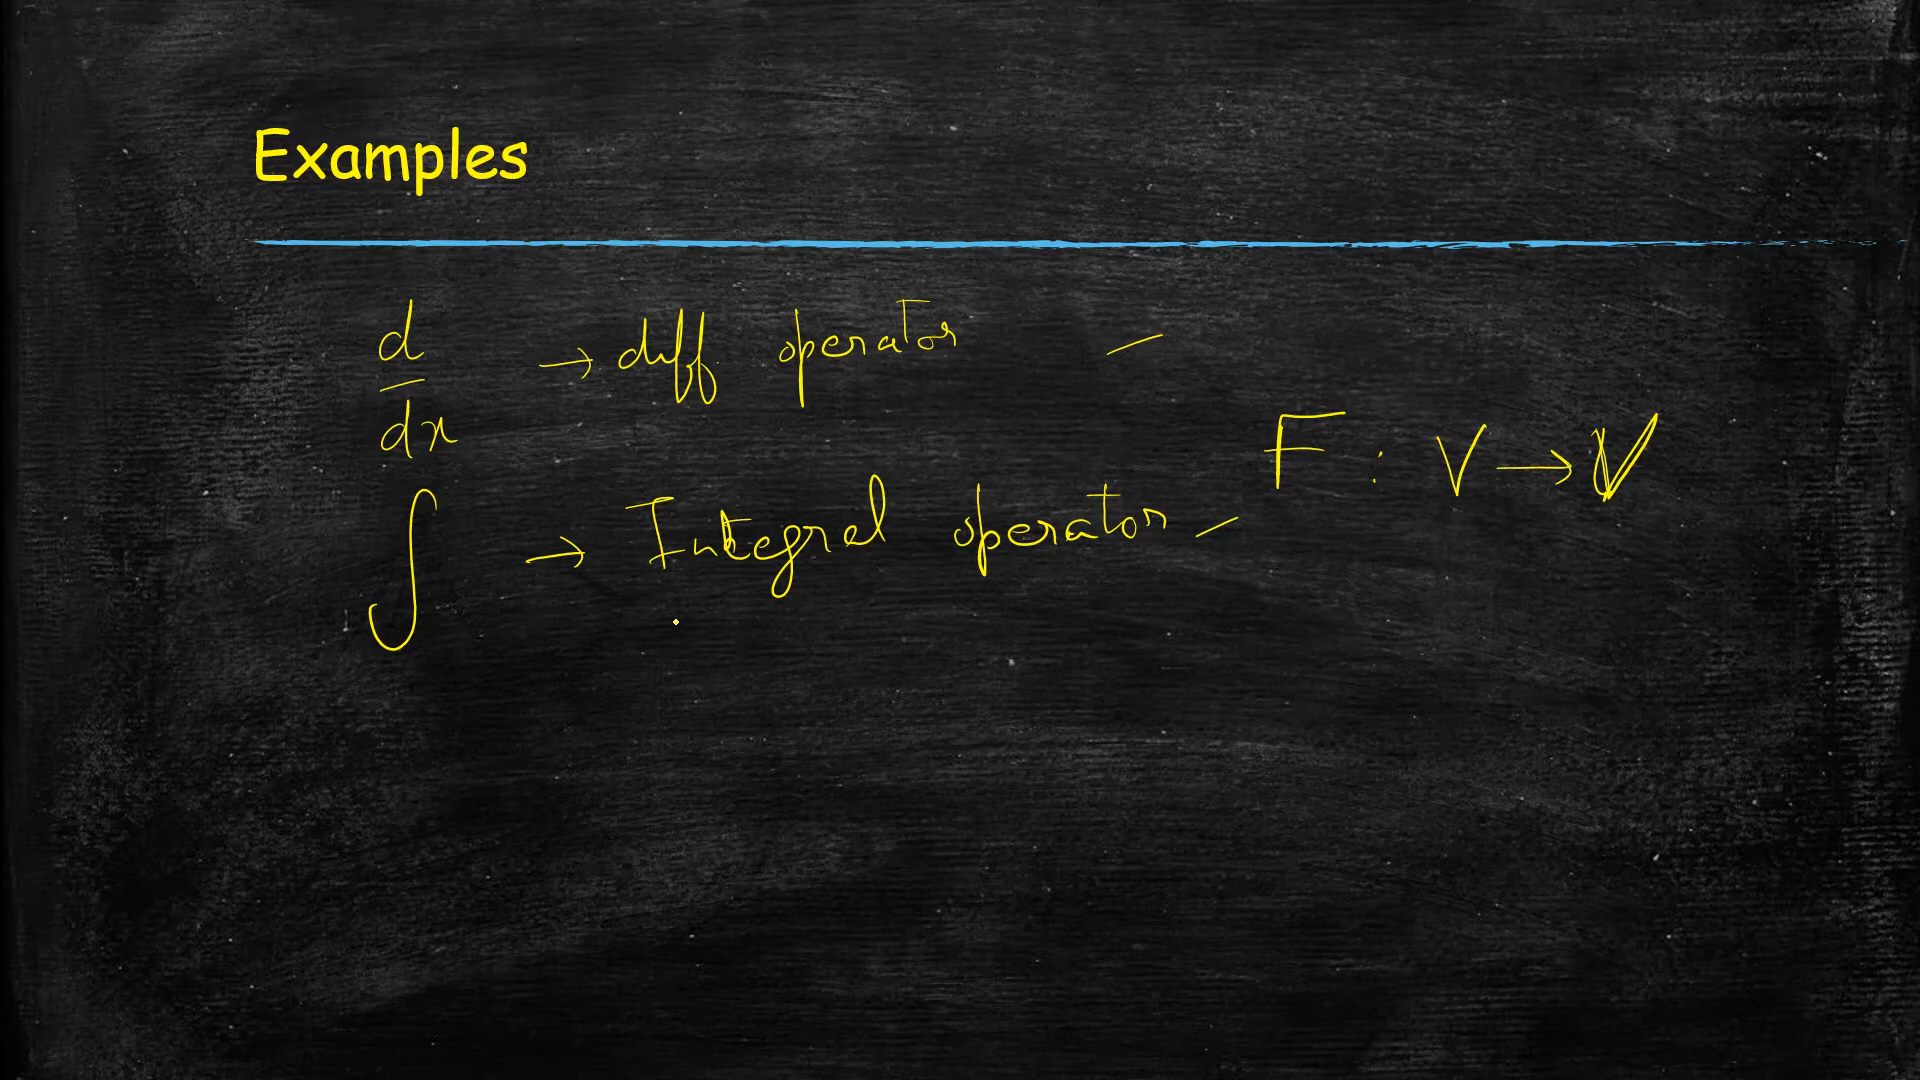 Examples
d/dx → diff operator –
F : V → V
∫ → Integral operator –